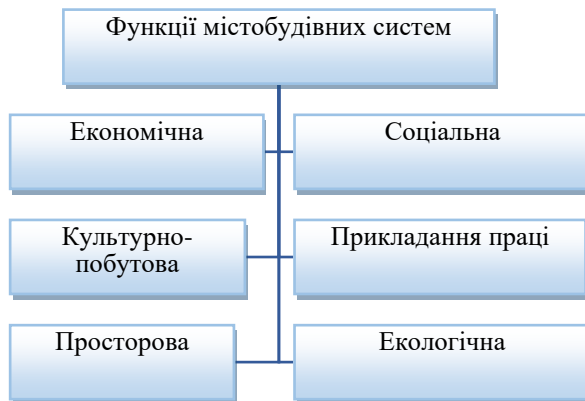 Функції містобудівних систем
Економічна
Соціальна
Культурно-
побутова
Прикладання праці
Просторова
Екологічна